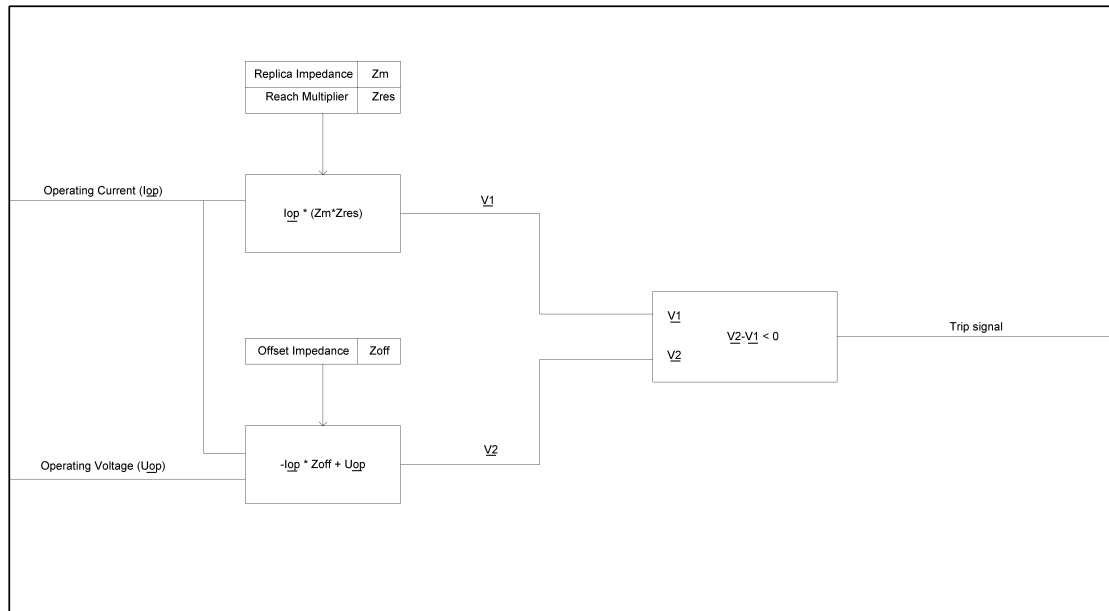 Replica Impedance Zm
Reach Multiplier Zres
Operating Current (Iop)
Iop * (Zm*Zres)
V1
V1
V2-V1 < 0
V2
Trip signal
Offset Impedance Zoff
Operating Voltage (Uop)
-Iop * Zoff + Uop
V2